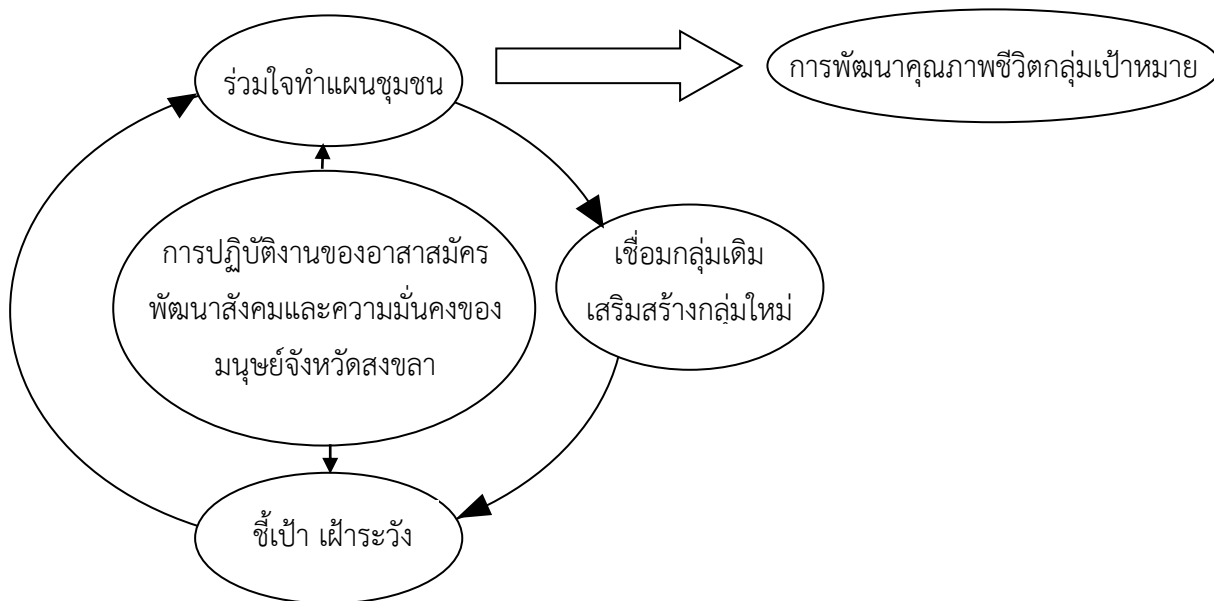 ร่วมใจทำแผนชุมชน
การพัฒนาคุณภาพชีวิตกลุ่มเป้าหมาย
การปฏิบัติงานของอาสาสมัคร
พัฒนาสังคมและความมั่นคงของ
มนุษย์จังหวัดสงขลา
เชื่อมกลุ่มเดิม
เสริมสร้างกลุ่มใหม่
ชี้เป้า เฝ้าระวัง